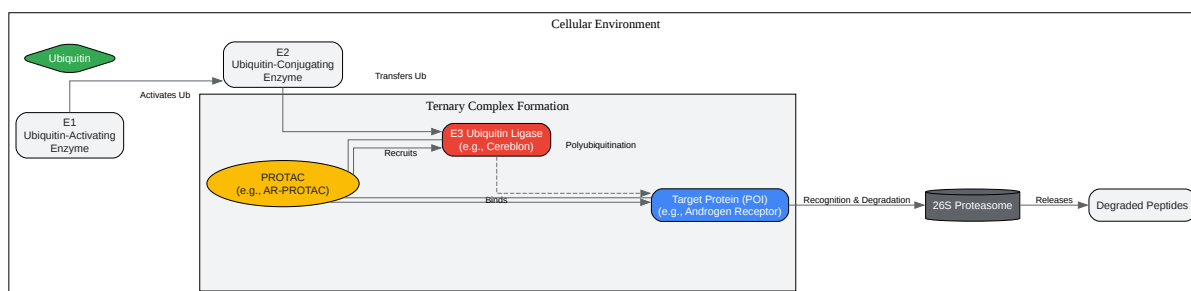 Cellular Environment
Ubiquitin
E2
Ubiquitin-Conjugating
Enzyme
Transfers Ub
Activates Ub
E1
Ubiquitin-Activating
Enzyme
Ternary Complex Formation
E3 Ubiquitin Ligase
(e.g., Cereblon)
Polyubiquitination
Recruits
PROTAC
(e.g., AR-PROTAC)
Binds
Target Protein (POI)
(e.g., Androgen Receptor)
Recognition & Degradation
26S Proteasome
Releases
Degraded Peptides